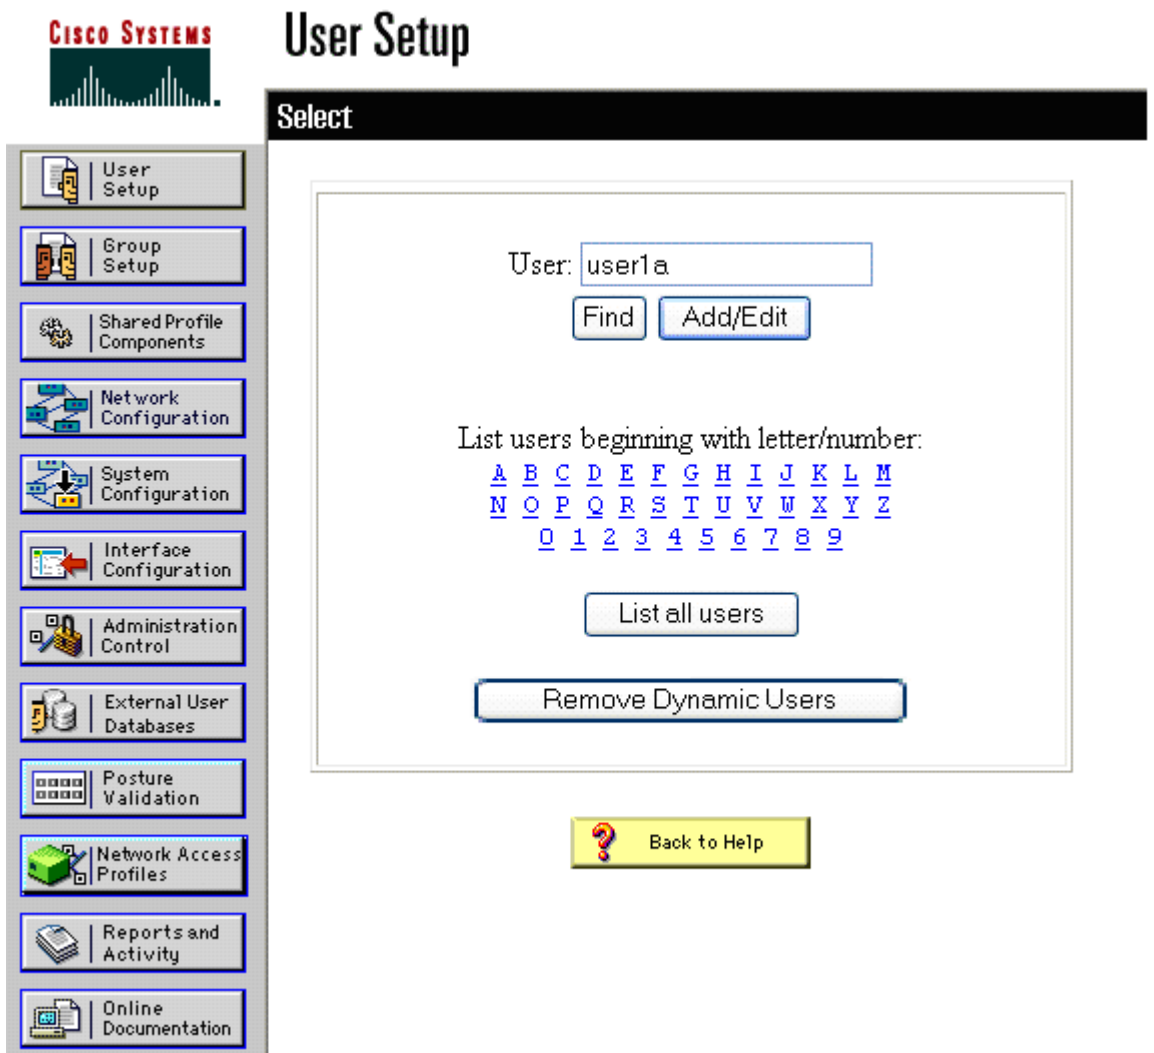 CISCO SYSTEMS
User Setup
Select
User
Setup
Group
Setup
Shared Profile
Components
Network
Configuration
System
Configuration
Interface
Configuration
Administration
Control
External User
Databases
Posture
Validation
Network Access
Profiles
Reports and
Activity
Online
Documentation
User: user1a
Find Add/Edit
List users beginning with letter/number:
A B C D E F G H I J K L M
N O P Q R S T U V W X Y Z
0 1 2 3 4 5 6 7 8 9
List all users
Remove Dynamic Users
? Back to Help